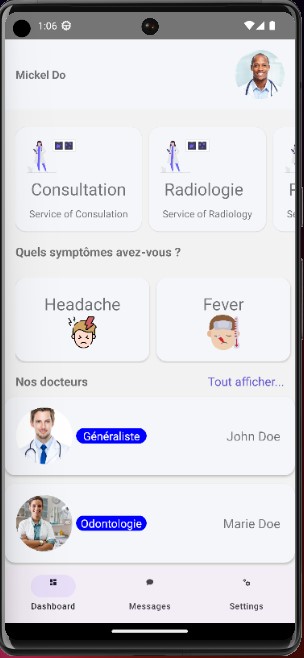 1:06
Mickel Do
Consultation
Service of Consulation
Radiologie
Service of Radiology
Quels symptômes avez-vous ?
Headache
Fever
Nos docteurs
Tout afficher...
Généraliste
John Doe
Odontologie
Marie Doe
Dashboard
Messages
Settings